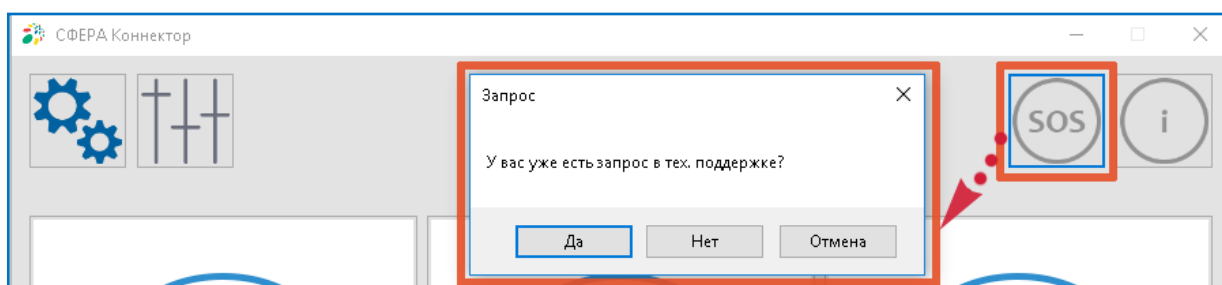 СФЕРА Коннектор
Запрос
SOS
i
У вас уже есть запрос в тех. поддержке?
Да
Нет
Отмена